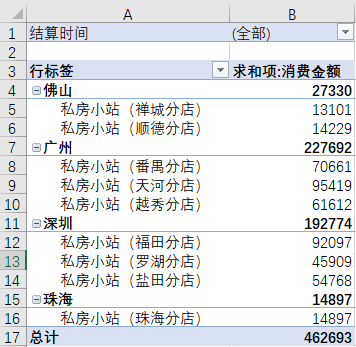 A B
1 结算时间 (全部)
2
3 行标签 求和项:消费金额
4 佛山 27330
5 私房小站（禅城分店） 13101
6 私房小站（顺德分店） 14229
7 广州 227692
8 私房小站（番禺分店） 70661
9 私房小站（天河分店） 95419
10 私房小站（越秀分店） 61612
11 深圳 192774
12 私房小站（福田分店） 92097
13 私房小站（罗湖分店） 45909
14 私房小站（盐田分店） 54768
15 珠海 14897
16 私房小站（珠海分店） 14897
17 总计 462693